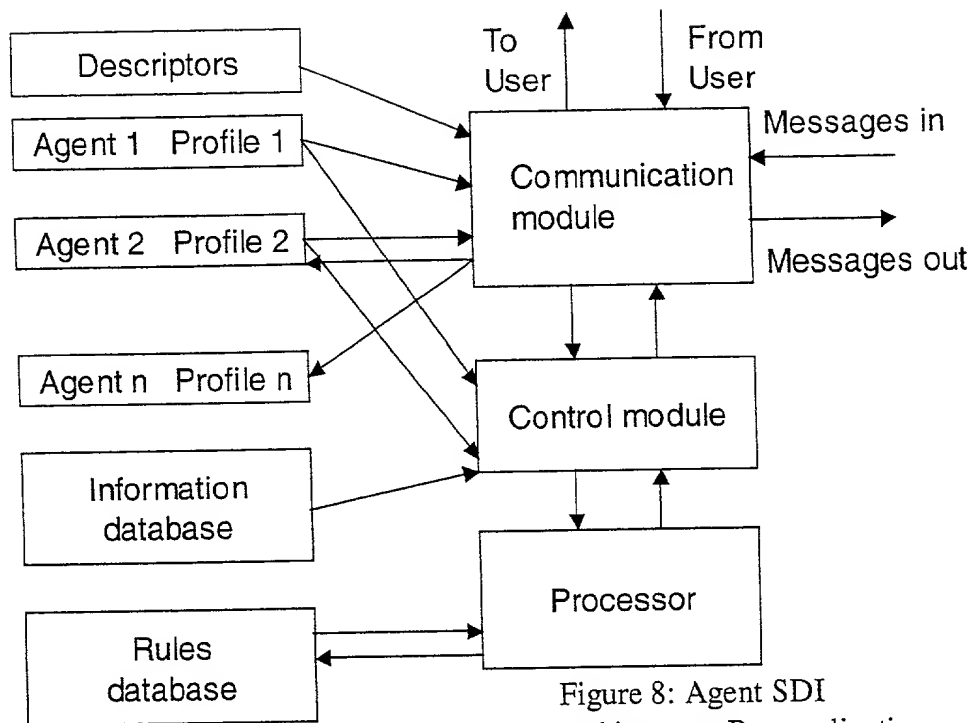 To
User
From
User
Descriptors
Agent 1 Profile 1
Messages in
Communication
module
Agent 2 Profile 2
Messages out
Agent n Profile n
Control module
Information
database
Processor
Rules
database
Figure 8: Agent SDI